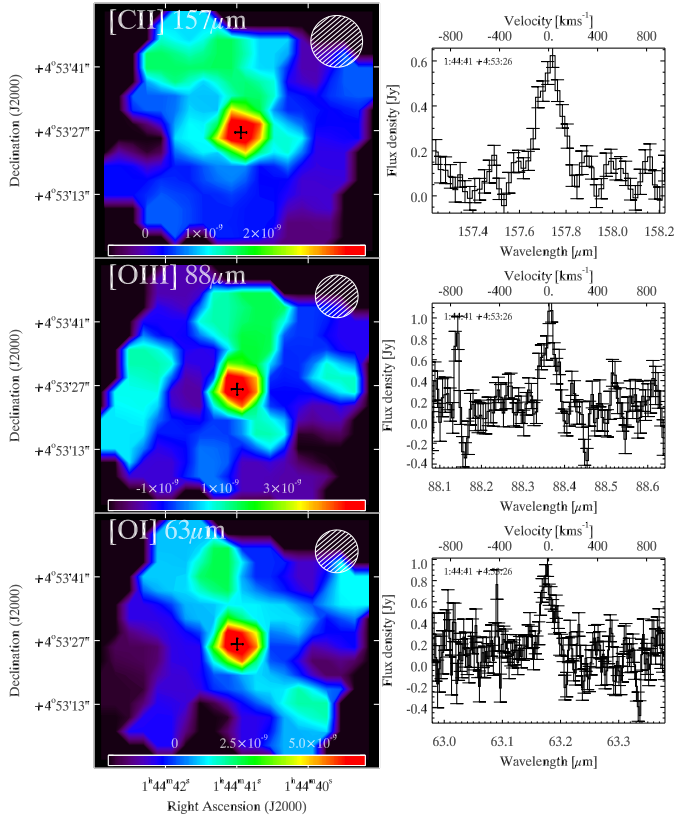 [CII] 157μm
Declination (J2000)
+4°53'41"
+4°53'27"
+4°53'13"
0 1×10⁻⁹ 2×10⁻⁹
Velocity [kms⁻¹]
-800 -400 0 400 800
1:44:41 +4:53:26
Flux density [Jy]
0.6
0.4
0.2
0.0
157.4 157.6 157.8 158.0 158.2
Wavelength [μm]
[OIII] 88μm
Declination (J2000)
+4°53'41"
+4°53'27"
+4°53'13"
-1×10⁻⁹ 1×10⁻⁹ 3×10⁻⁹
Velocity [kms⁻¹]
-800 -400 0 400 800
1:44:41 +4:53:26
Flux density [Jy]
1.0
0.8
0.6
0.4
0.2
0.0
-0.2
-0.4
88.1 88.2 88.3 88.4 88.5 88.6
Wavelength [μm]
[OI] 63μm
Declination (J2000)
+4°53'41"
+4°53'27"
+4°53'13"
0 2.5×10⁻⁹ 5.0×10⁻⁹
1ʰ44ᵐ42ˢ 1ʰ44ᵐ41ˢ 1ʰ44ᵐ40ˢ
Right Ascension (J2000)
Velocity [kms⁻¹]
-800 -400 0 400 800
1:44:41 +4:53:26
Flux density [Jy]
1.0
0.8
0.6
0.4
0.2
0.0
-0.2
-0.4
63.0 63.1 63.2 63.3
Wavelength [μm]